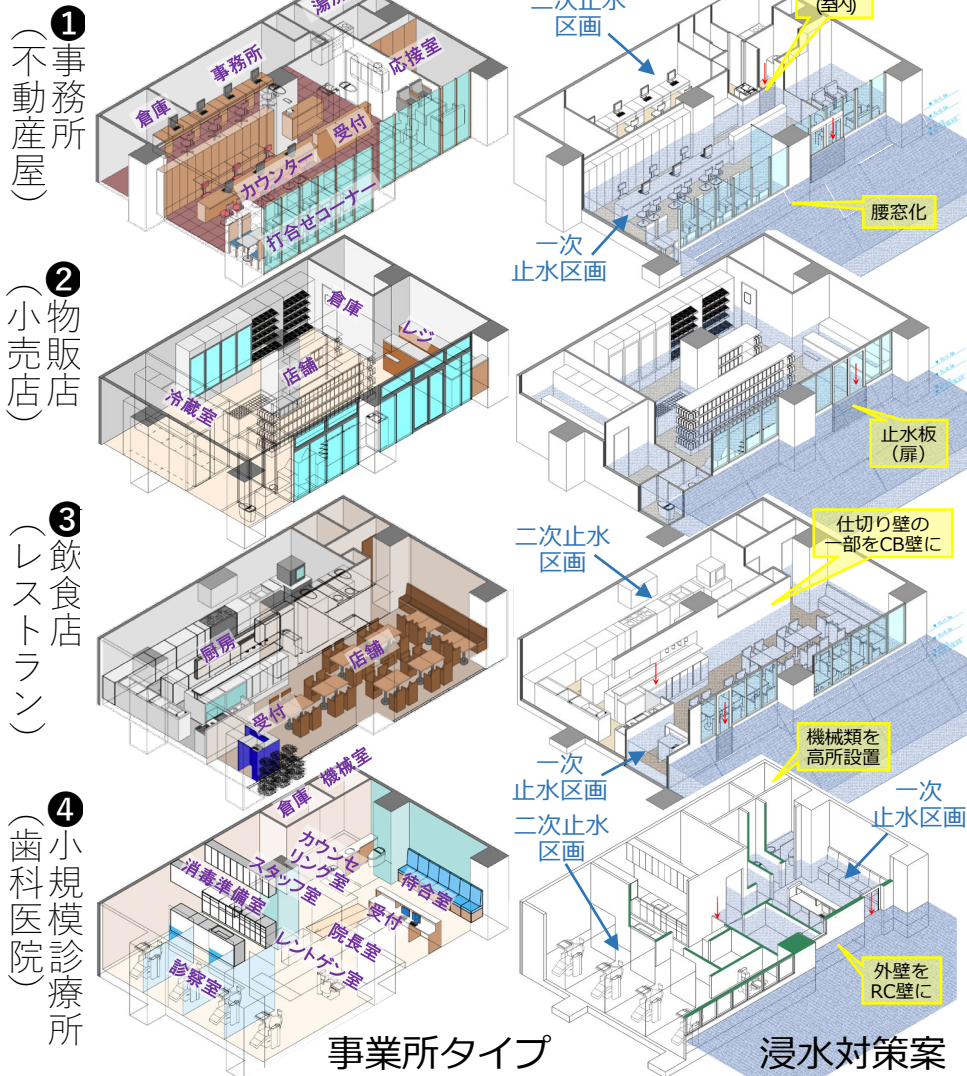 ❶事務所
(不動産屋)
倉庫
事務所
応接室
受付
カウンター
打合せコーナー
二次止水
区画
(室内)
腰窓化
一次
止水区画
❷物販店
(小売店)
倉庫
レジ
店舗
冷蔵室
止水板
(扉)
❸飲食店
(レストラン)
厨房
店舗
受付
二次止水
区画
仕切り壁の
一部をCB壁に
一次
止水区画
機械類を
高所設置
❹小規模診療所
(歯科医院)
倉庫
機械室
カウンセ
リング室
スタッフ室
消毒準備室
待合室
受付
院長室
レントゲン室
診察室
二次止水
区画
一次
止水区画
外壁を
RC壁に
事業所タイプ
浸水対策案